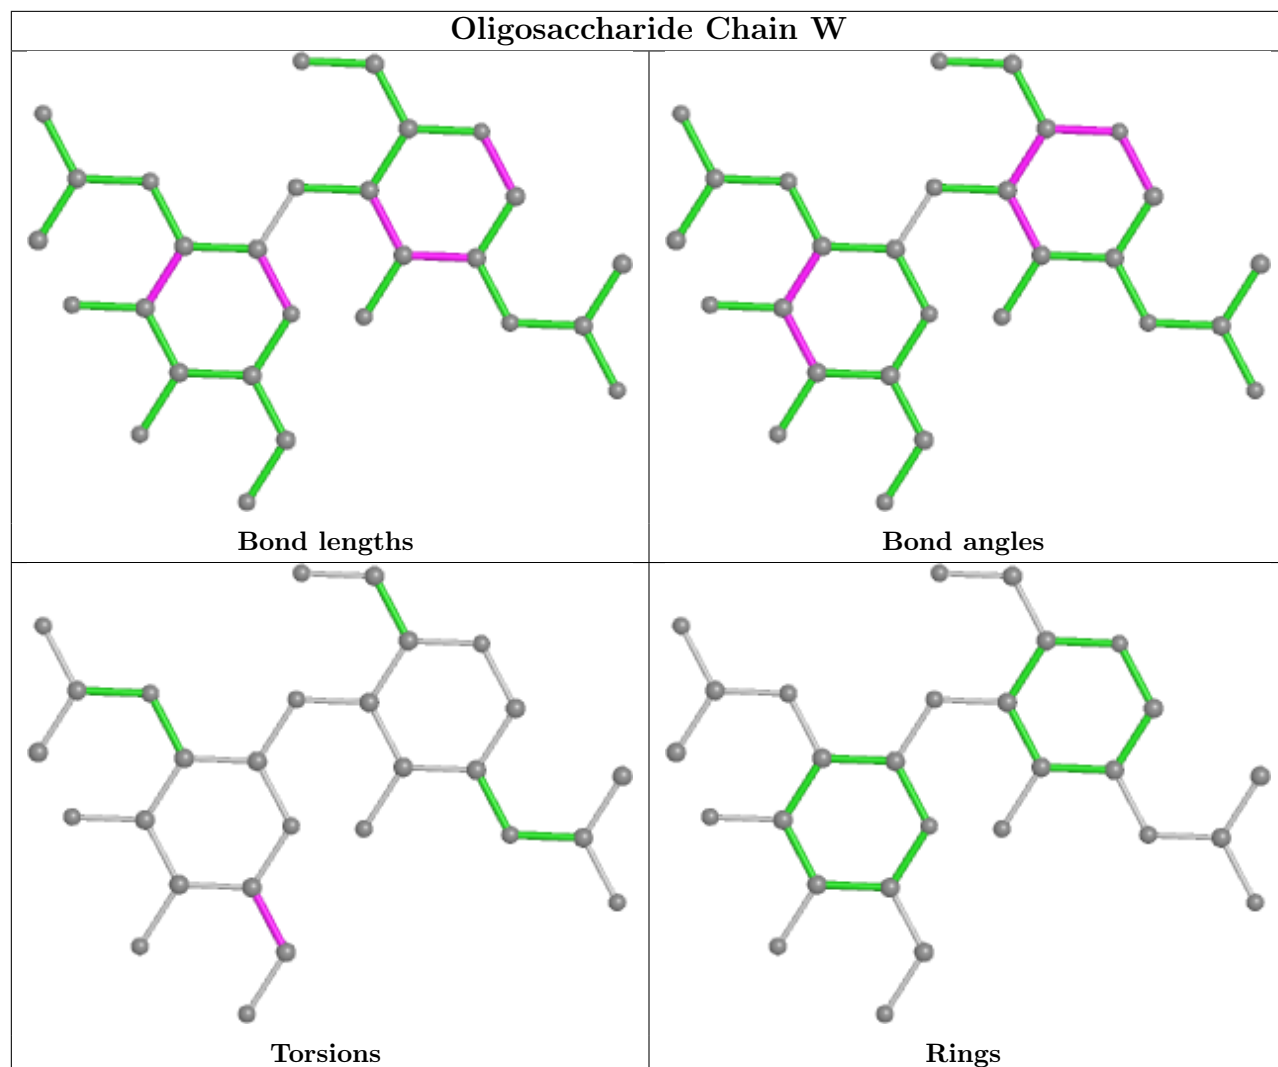 Oligosaccharide Chain W
Bond lengths
Bond angles
Torsions
Rings